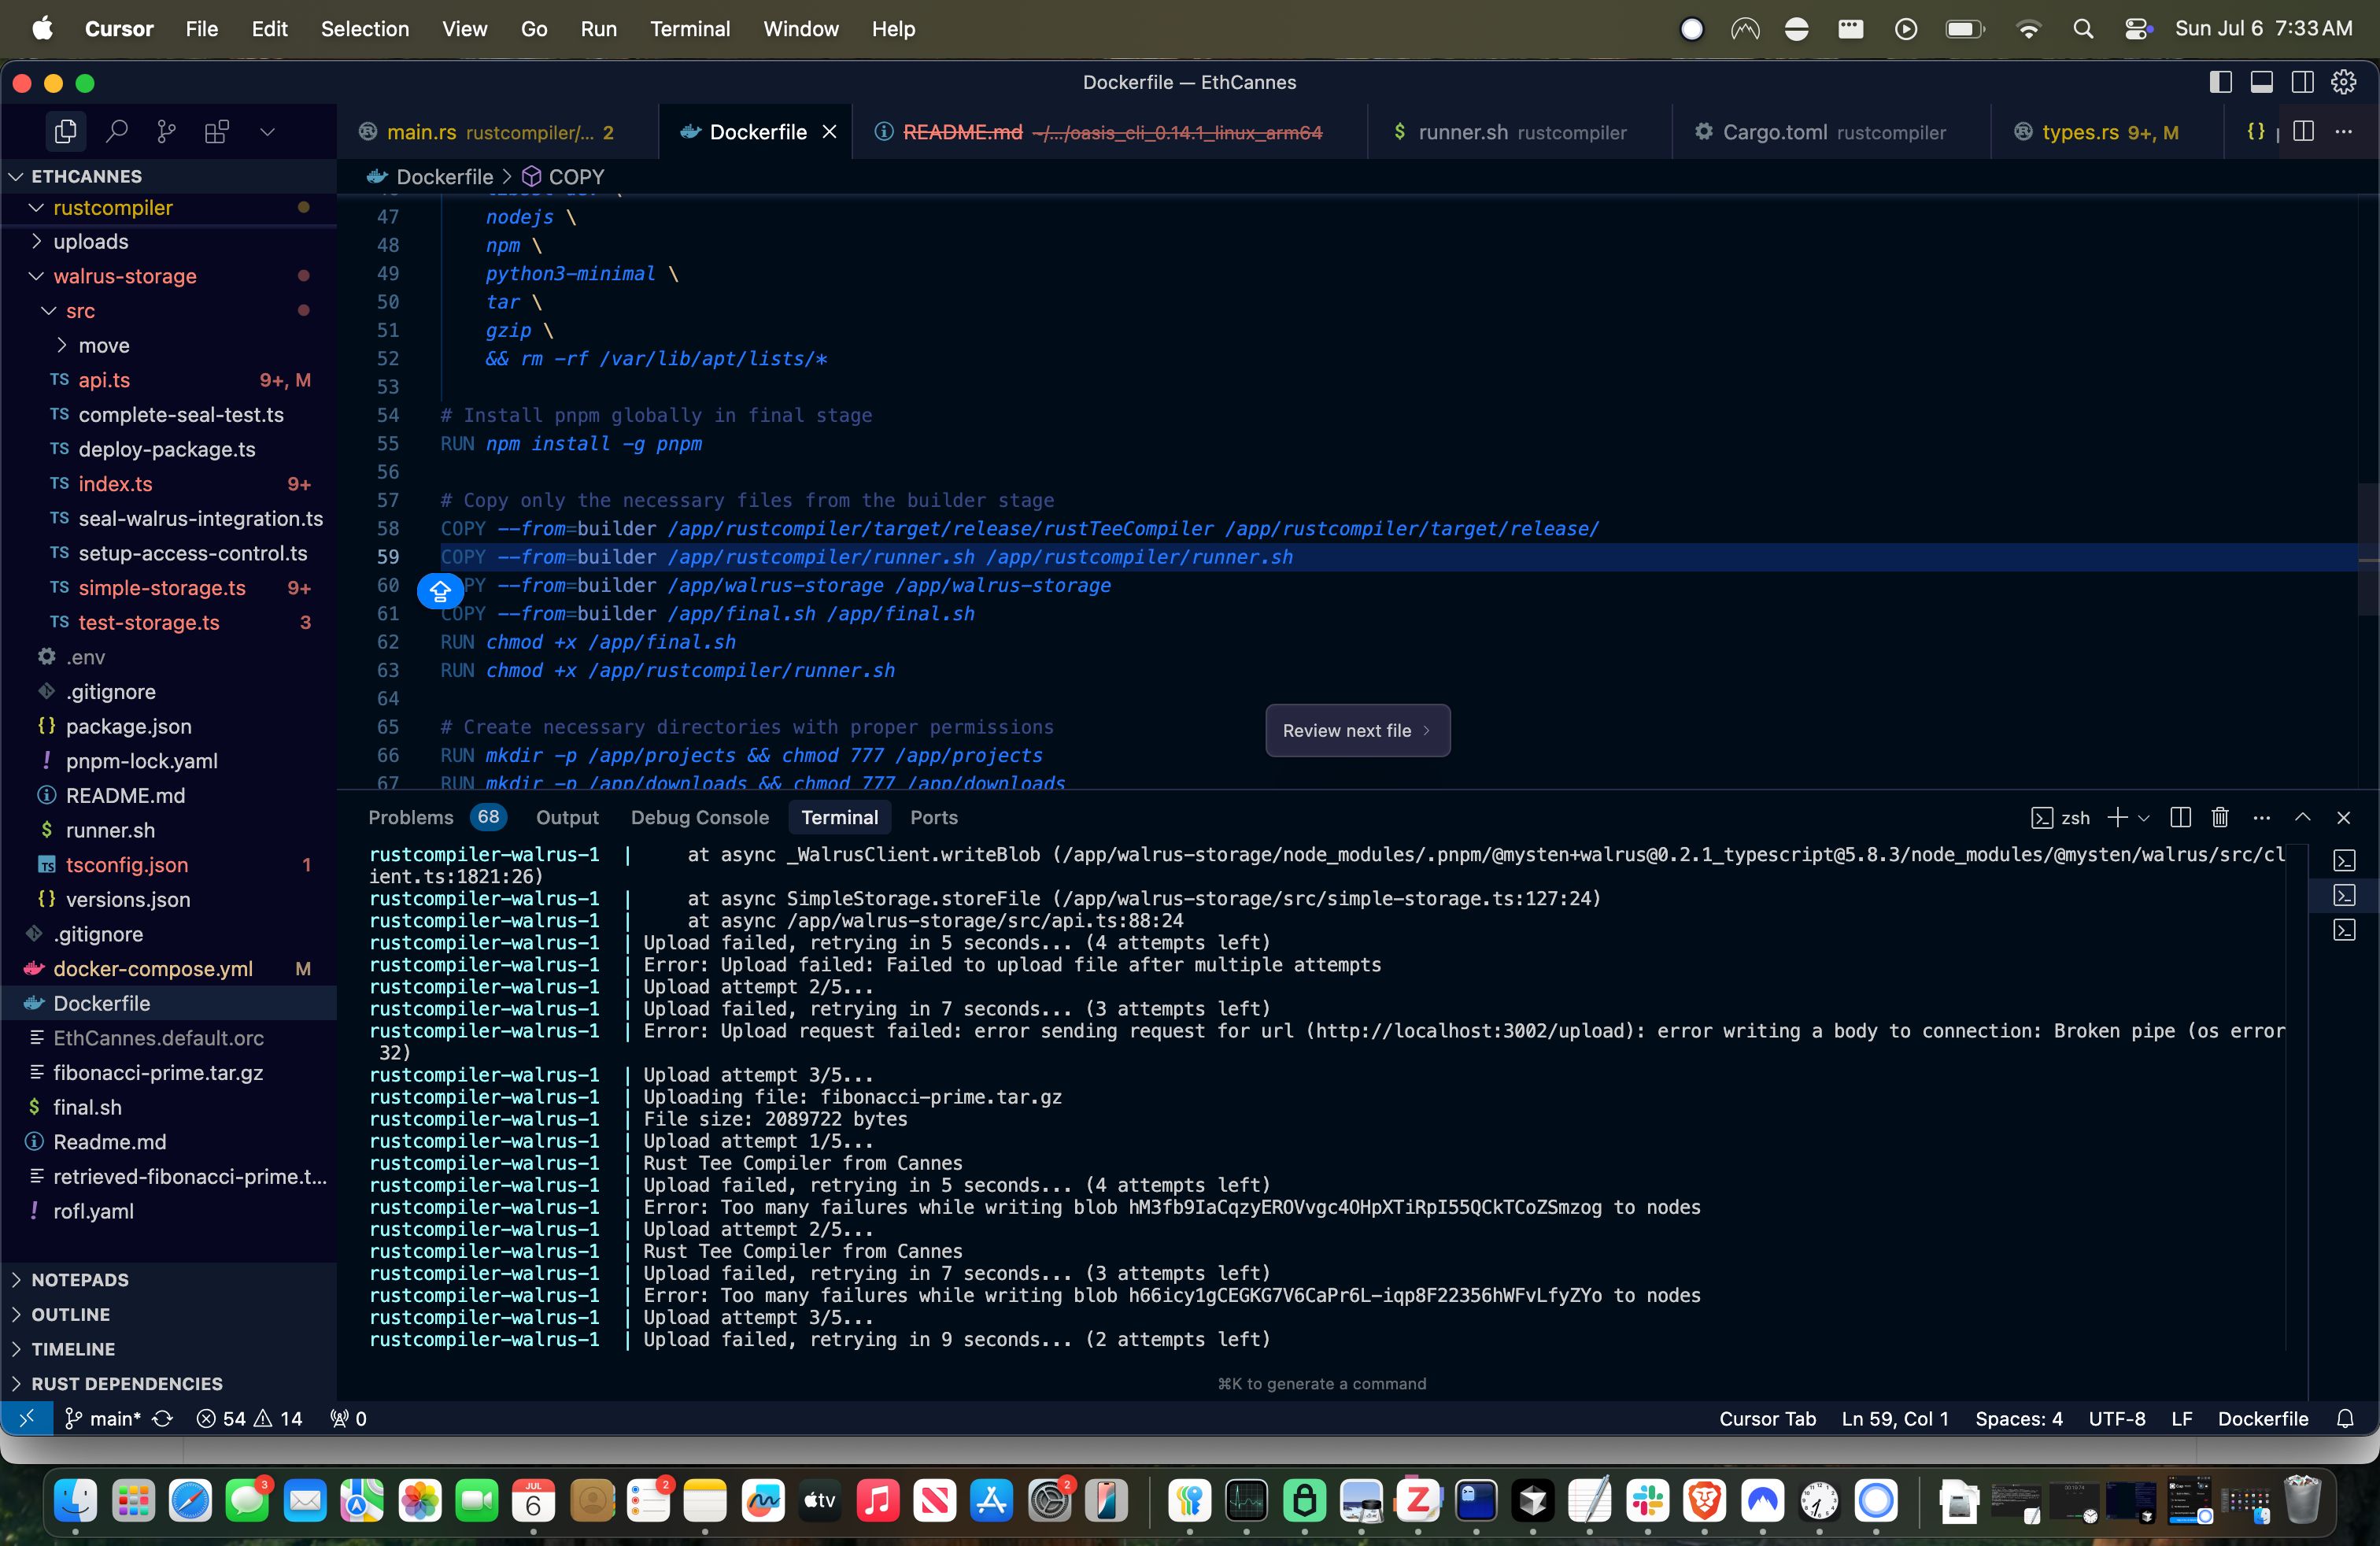 Cursor File Edit Selection View Go Run Terminal Window Help Sun Jul 6 7:33 AM
Dockerfile — EthCannes
main.rs rustcompiler/... 2 Dockerfile README.md ~/.../oasis_cli_0.14.1_linux_arm64 runner.sh rustcompiler Cargo.toml rustcompiler types.rs 9+, M
Dockerfile > COPY
ETHCANNES
rustcompiler
uploads
walrus-storage
src
move
api.ts 9+, M
complete-seal-test.ts
deploy-package.ts
index.ts 9+
seal-walrus-integration.ts
setup-access-control.ts
simple-storage.ts 9+
test-storage.ts 3
.env
.gitignore
package.json
pnpm-lock.yaml
README.md
runner.sh
tsconfig.json 1
versions.json
.gitignore
docker-compose.yml M
Dockerfile
EthCannes.default.orc
fibonacci-prime.tar.gz
final.sh
Readme.md
retrieved-fibonacci-prime.t...
rofl.yaml
NOTEPADS
OUTLINE
TIMELINE
RUST DEPENDENCIES
47 nodejs \
48 npm \
49 python3-minimal \
50 tar \
51 gzip \
52 && rm -rf /var/lib/apt/lists/*
53
54 # Install pnpm globally in final stage
55 RUN npm install -g pnpm
56
57 # Copy only the necessary files from the builder stage
58 COPY --from=builder /app/rustcompiler/target/release/rustTeeCompiler /app/rustcompiler/target/release/
59 COPY --from=builder /app/rustcompiler/runner.sh /app/rustcompiler/runner.sh
60 PY --from=builder /app/walrus-storage /app/walrus-storage
61 COPY --from=builder /app/final.sh /app/final.sh
62 RUN chmod +x /app/final.sh
63 RUN chmod +x /app/rustcompiler/runner.sh
64
65 # Create necessary directories with proper permissions
66 RUN mkdir -p /app/projects && chmod 777 /app/projects
67 RUN mkdir -p /app/downloads && chmod 777 /app/downloads
Review next file
Problems 68 Output Debug Console Terminal Ports zsh
rustcompiler-walrus-1 | at async _WalrusClient.writeBlob (/app/walrus-storage/node_modules/.pnpm/@mysten+walrus@0.2.1_typescript@5.8.3/node_modules/@mysten/walrus/src/cl
ient.ts:1821:26)
rustcompiler-walrus-1 | at async SimpleStorage.storeFile (/app/walrus-storage/src/simple-storage.ts:127:24)
rustcompiler-walrus-1 | at async /app/walrus-storage/src/api.ts:88:24
rustcompiler-walrus-1 | Upload failed, retrying in 5 seconds... (4 attempts left)
rustcompiler-walrus-1 | Error: Upload failed: Failed to upload file after multiple attempts
rustcompiler-walrus-1 | Upload attempt 2/5...
rustcompiler-walrus-1 | Upload failed, retrying in 7 seconds... (3 attempts left)
rustcompiler-walrus-1 | Error: Upload request failed: error sending request for url (http://localhost:3002/upload): error writing a body to connection: Broken pipe (os error
32)
rustcompiler-walrus-1 | Upload attempt 3/5...
rustcompiler-walrus-1 | Uploading file: fibonacci-prime.tar.gz
rustcompiler-walrus-1 | File size: 2089722 bytes
rustcompiler-walrus-1 | Upload attempt 1/5...
rustcompiler-walrus-1 | Rust Tee Compiler from Cannes
rustcompiler-walrus-1 | Upload failed, retrying in 5 seconds... (4 attempts left)
rustcompiler-walrus-1 | Error: Too many failures while writing blob hM3fb9IaCqzyEROVvgc4OHpXTiRpI55QCkTCoZSmzog to nodes
rustcompiler-walrus-1 | Upload attempt 2/5...
rustcompiler-walrus-1 | Rust Tee Compiler from Cannes
rustcompiler-walrus-1 | Upload failed, retrying in 7 seconds... (3 attempts left)
rustcompiler-walrus-1 | Error: Too many failures while writing blob h66icy1gCEGKG7V6CaPr6L-iqp8F22356hWFvLfyZYo to nodes
rustcompiler-walrus-1 | Upload attempt 3/5...
rustcompiler-walrus-1 | Upload failed, retrying in 9 seconds... (2 attempts left)
⌘K to generate a command
main* 54 14 0 Cursor Tab Ln 59, Col 1 Spaces: 4 UTF-8 LF Dockerfile
3 JUL 6 2 tv 2